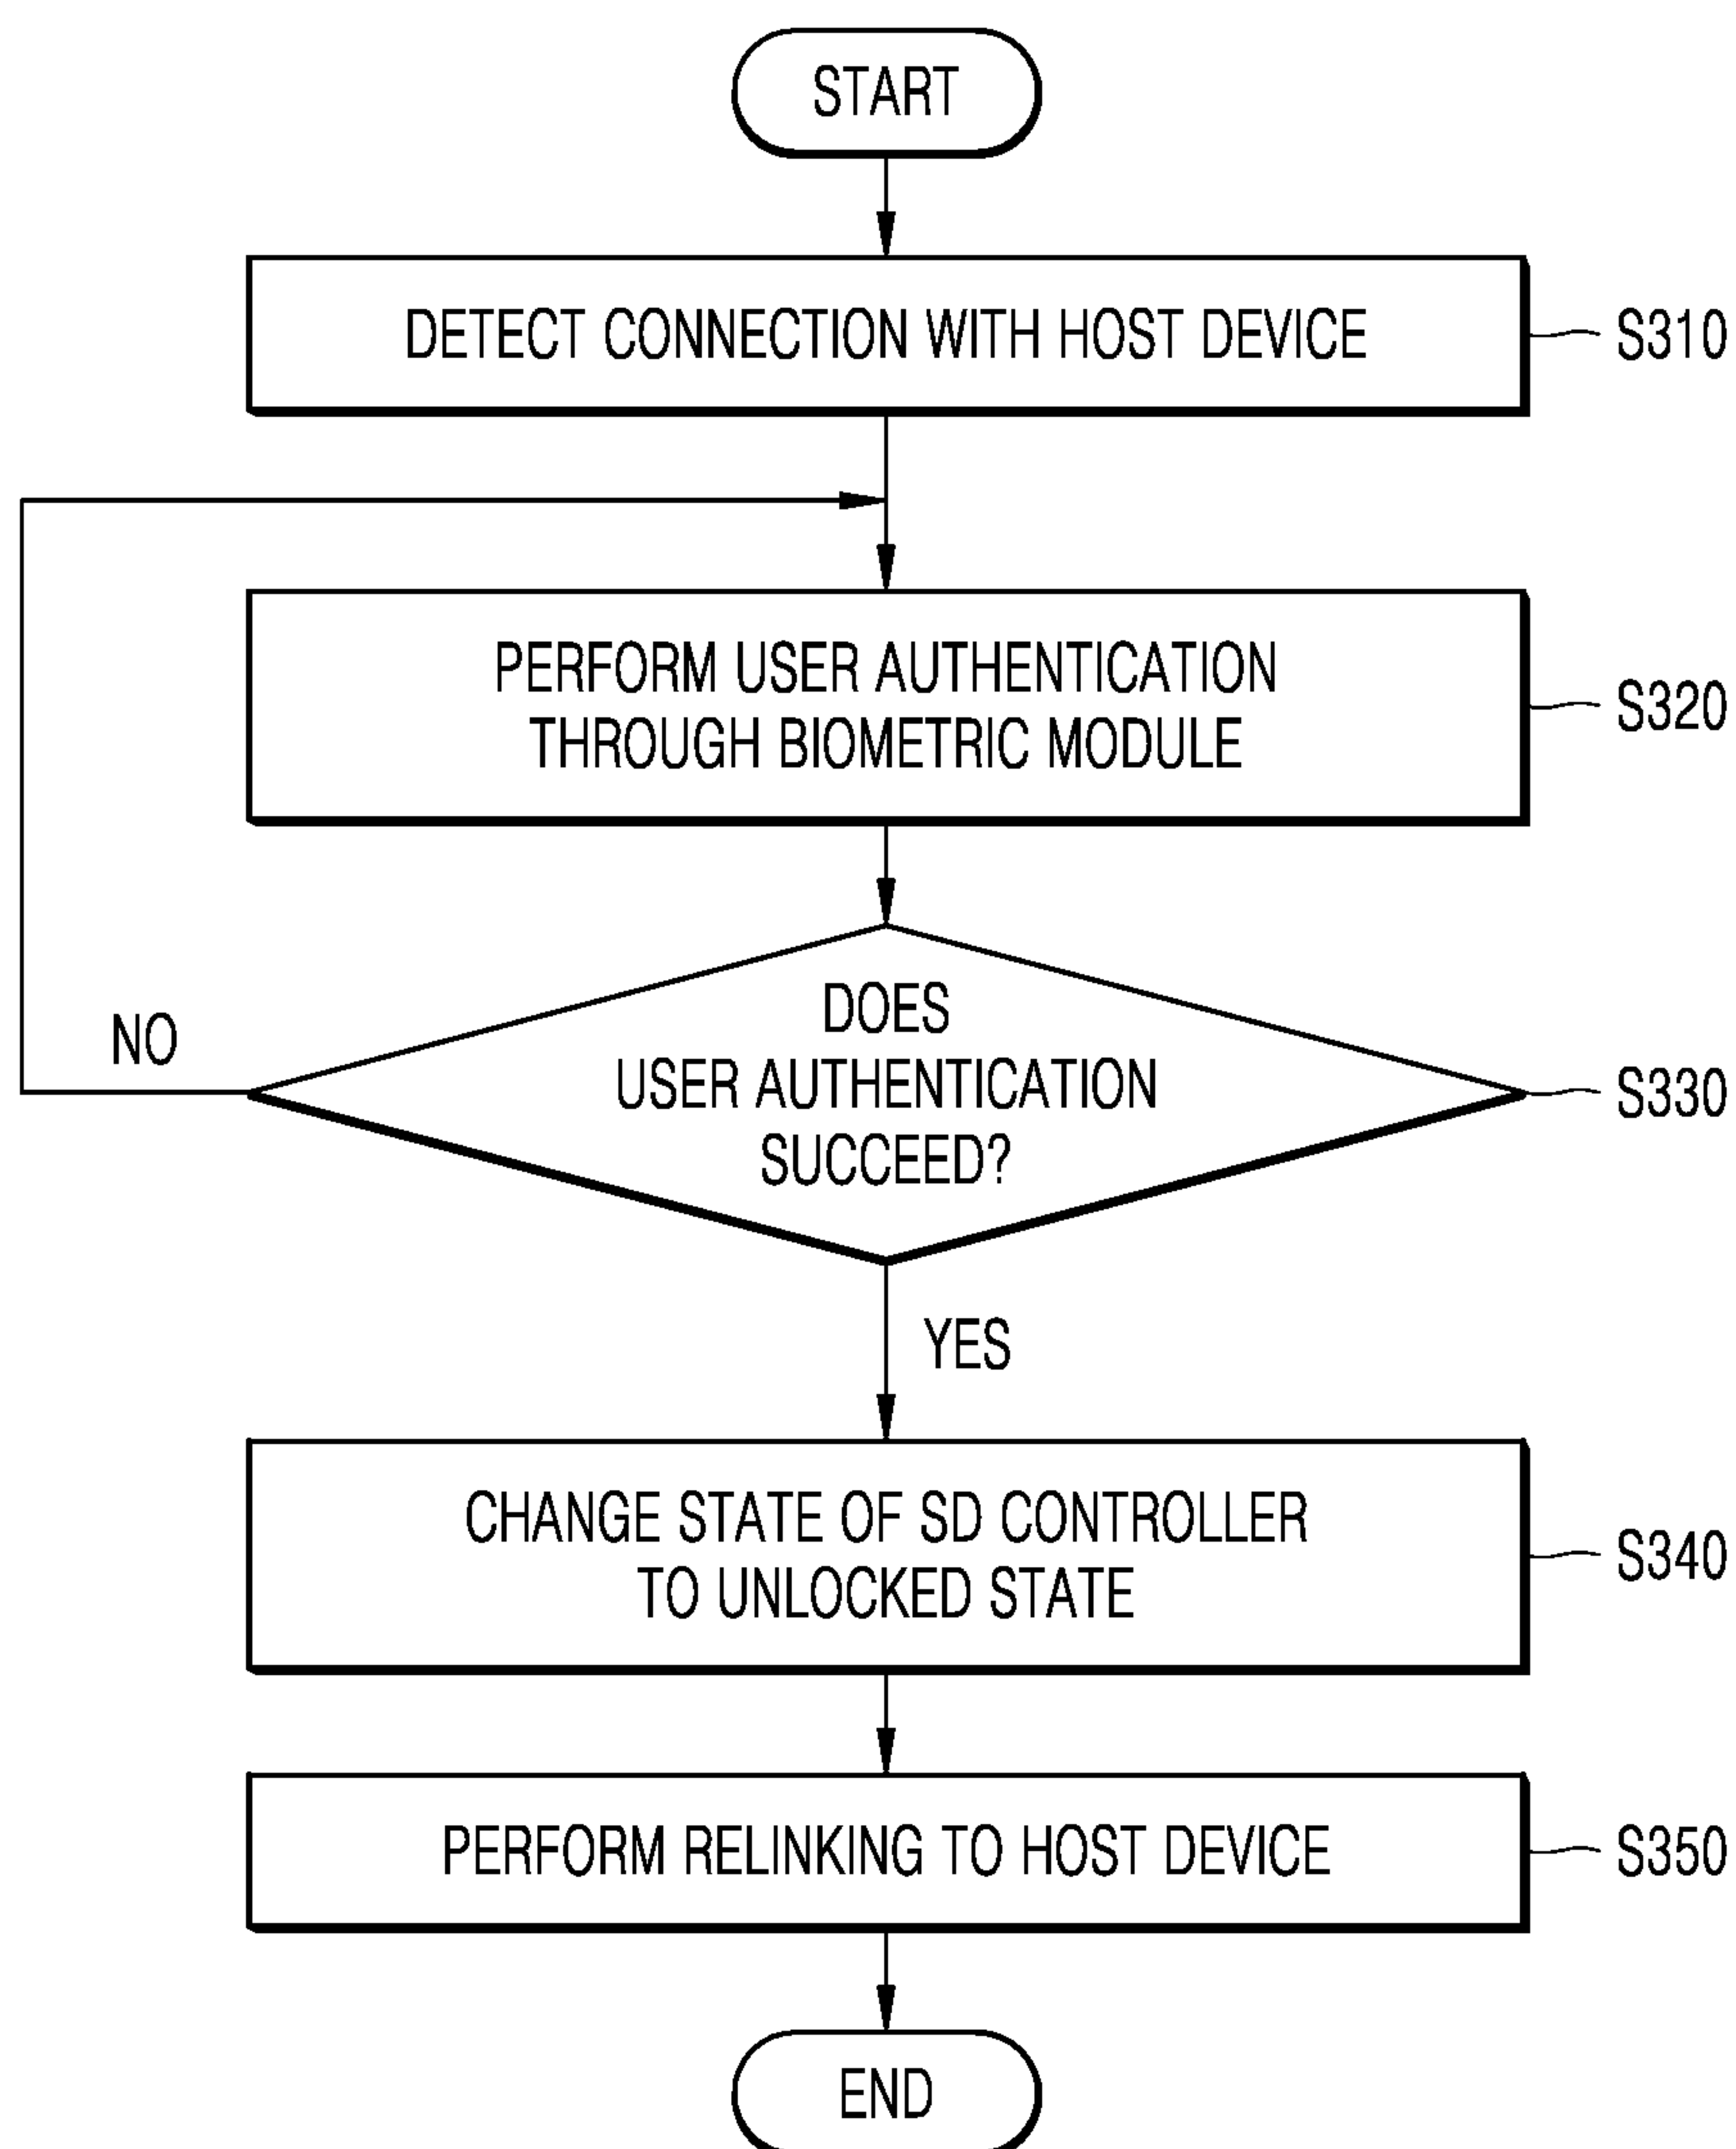 START
DETECT CONNECTION WITH HOST DEVICE
S310
PERFORM USER AUTHENTICATION
THROUGH BIOMETRIC MODULE
S320
DOES
USER AUTHENTICATION
SUCCEED?
S330
NO
YES
CHANGE STATE OF SD CONTROLLER
TO UNLOCKED STATE
S340
PERFORM RELINKING TO HOST DEVICE
S350
END